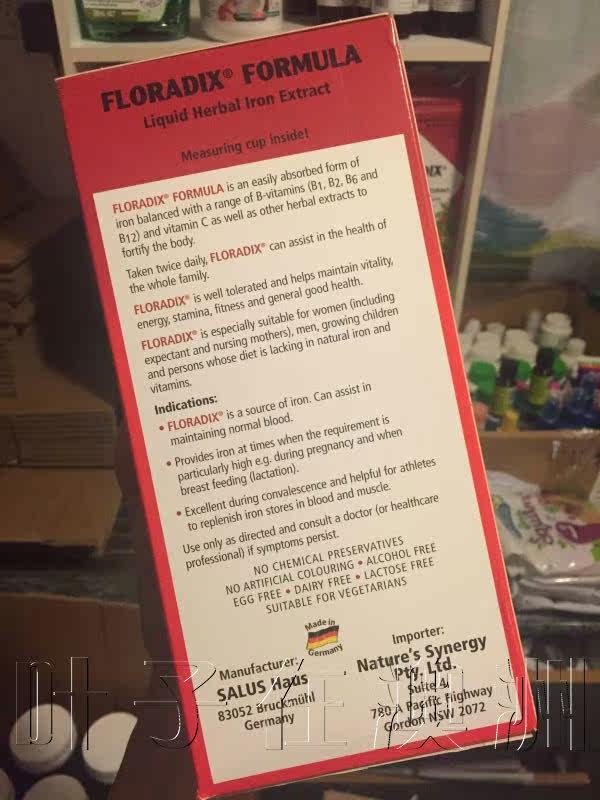 FLORADIX® FORMULA
Liquid Herbal Iron Extract
Measuring cup inside!
FLORADIX® FORMULA is an easily absorbed form of
iron balanced with a range of B-vitamins (B1, B2, B6 and
B12) and vitamin C as well as other herbal extracts to
fortify the body.
Taken twice daily, FLORADIX® can assist in the health of
the whole family.
FLORADIX® is well tolerated and helps maintain vitality,
energy, stamina, fitness and general good health.
FLORADIX® is especially suitable for women (including
expectant and nursing mothers), men, growing children
and persons whose diet is lacking in natural iron and
vitamins.
Indications:
• FLORADIX® is a source of iron. Can assist in
maintaining normal blood.
• Provides iron at times when the requirement is
particularly high e.g. during pregnancy and when
breast feeding (lactation).
• Excellent during convalescence and helpful for athletes
to replenish iron stores in blood and muscle.
Use only as directed and consult a doctor (or healthcare
professional) if symptoms persist.
NO CHEMICAL PRESERVATIVES
NO ARTIFICIAL COLOURING • ALCOHOL FREE
EGG FREE • DAIRY FREE • LACTOSE FREE
SUITABLE FOR VEGETARIANS
Made in
Germany
Manufacturer:
SALUS Haus
83052 Bruckmühl
Germany
Importer:
Nature's Synergy
Pty. Ltd.
Suite 4/
780 A Pacific Highway
Gordon NSW 2072
叶子在澳洲